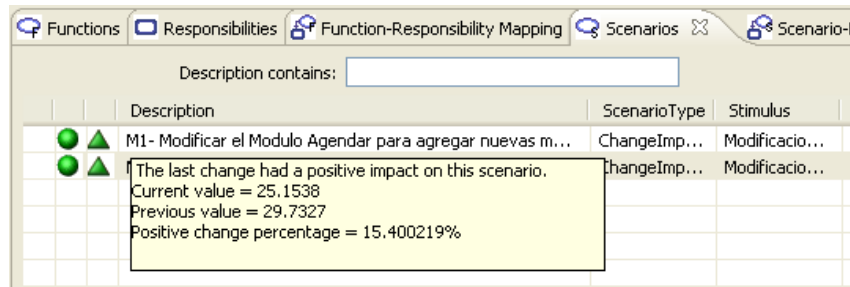 Functions Responsibilities Function-Responsibility Mapping Scenarios Scenario-
Description contains:
Description ScenarioType Stimulus
M1- Modificar el Modulo Agendar para agregar nuevas m... ChangeImp... Modificacio...
ChangeImp... Modificacio...
The last change had a positive impact on this scenario.
Current value = 25.1538
Previous value = 29.7327
Positive change percentage = 15.400219%